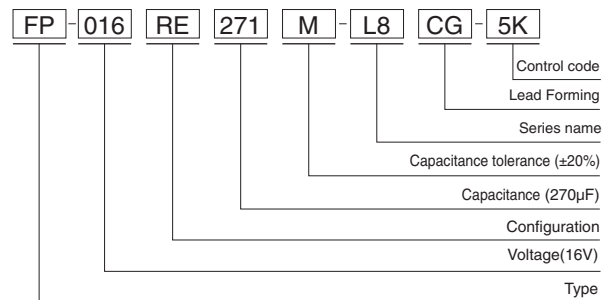 FP-016 RE 271 M-L8 CG-5K
Control code
Lead Forming
Series name
Capacitance tolerance (±20%)
Capacitance (270µF)
Configuration
Voltage(16V)
Type